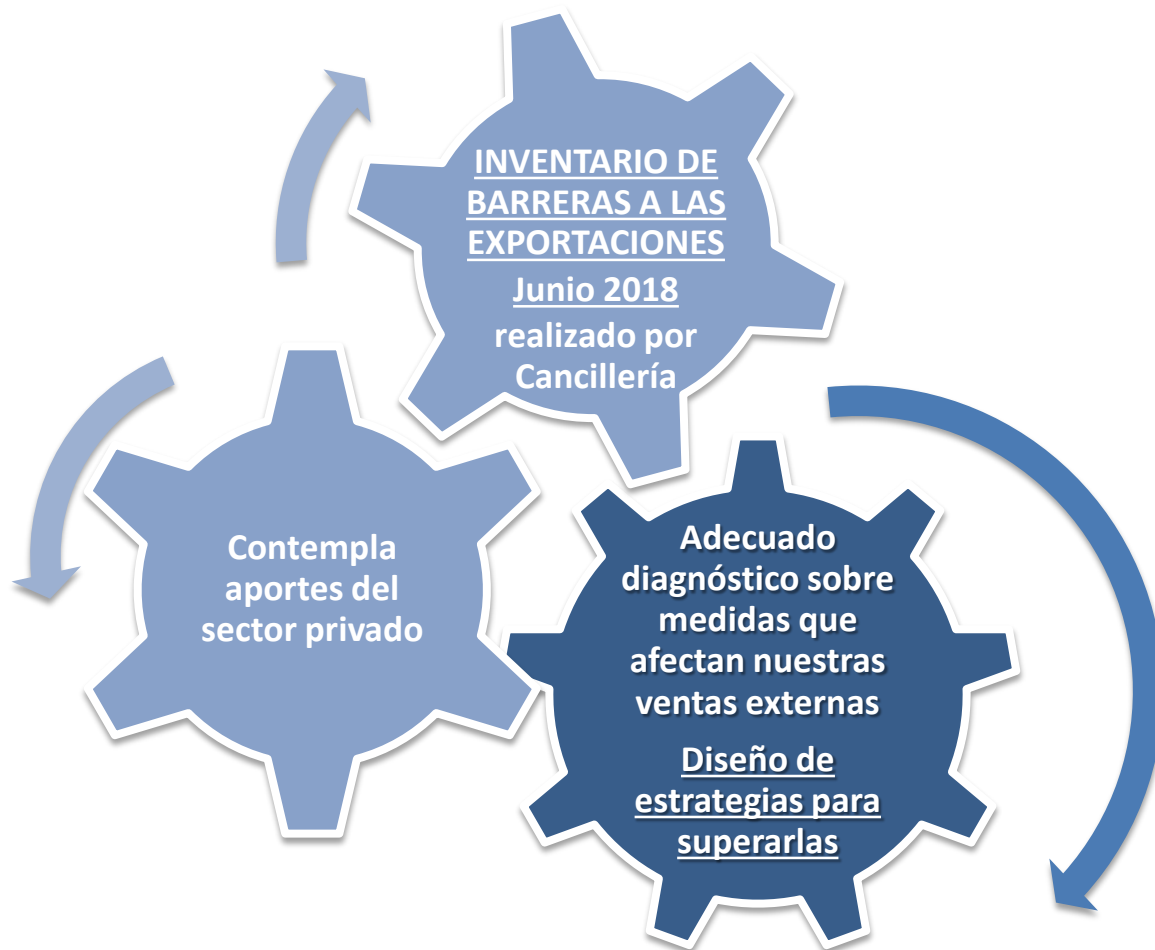 INVENTARIO DE
BARRERAS A LAS
EXPORTACIONES
Junio 2018
realizado por
Cancillería
Contempla
aportes del
sector privado
Adecuado
diagnóstico sobre
medidas que
afectan nuestras
ventas externas
Diseño de
estrategias para
superarlas